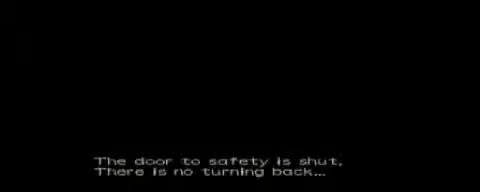 The door to safety is shut,
There is no turning back...